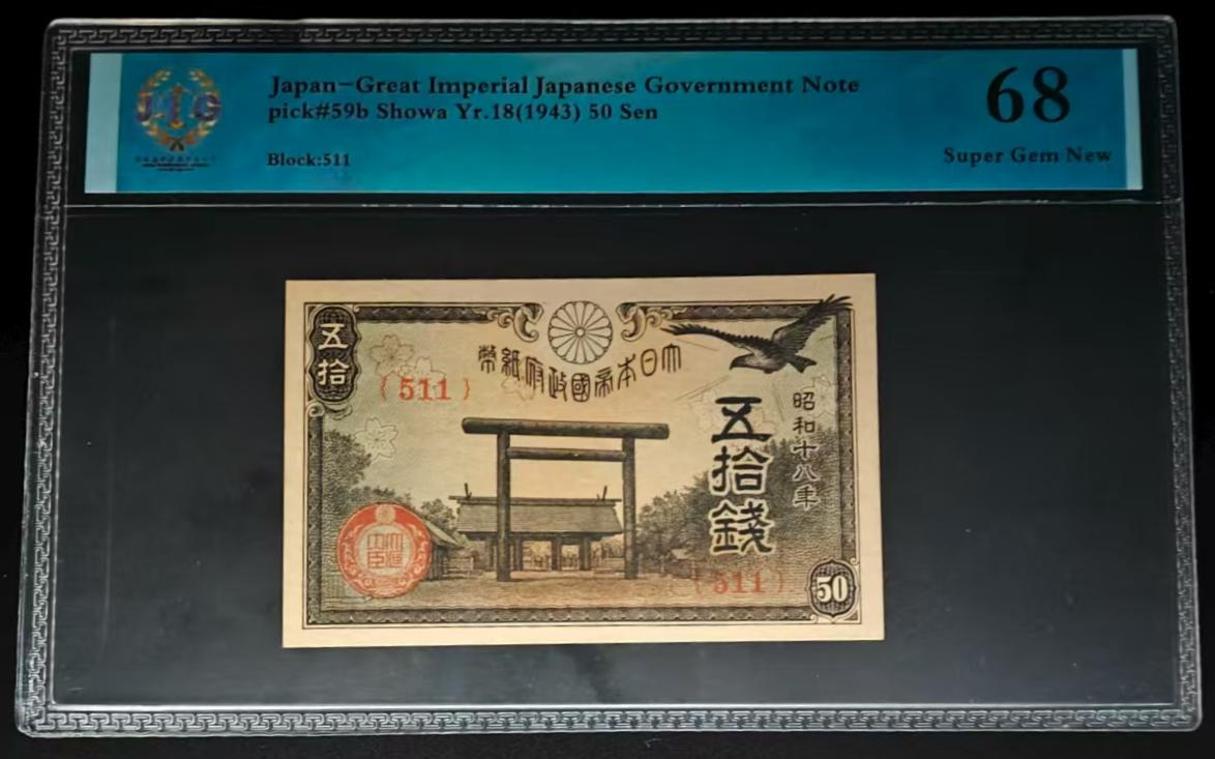 Japan-Great Imperial Japanese Government Note
pick#59b Showa Yr.18(1943) 50 Sen
Block:511
68
Super Gem New
五拾
大日本帝國政府紙幣
(511)
昭和十八年
五拾錢
(511)
50